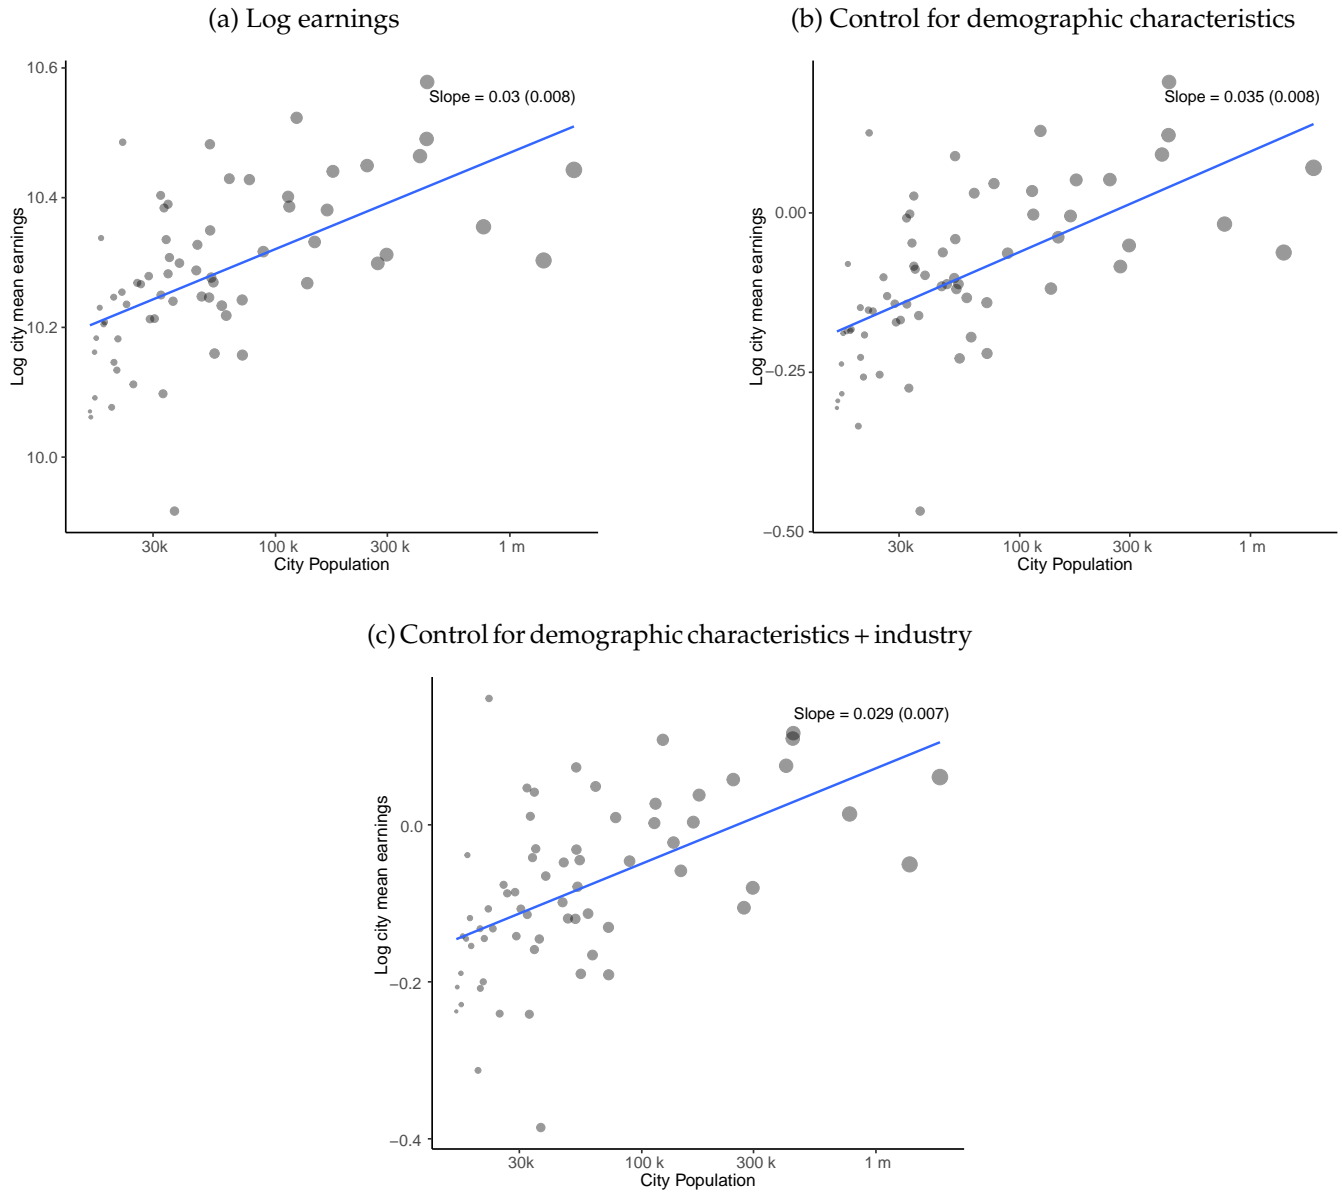 (a) Log earnings
Slope = 0.03 (0.008)
Log city mean earnings
10.6
10.4
10.2
10.0
30k 100 k 300 k 1 m
City Population
(b) Control for demographic characteristics
Slope = 0.035 (0.008)
Log city mean earnings
0.00
−0.25
−0.50
30k 100 k 300 k 1 m
City Population
(c) Control for demographic characteristics + industry
Slope = 0.029 (0.007)
Log city mean earnings
0.0
−0.2
−0.4
30k 100 k 300 k 1 m
City Population